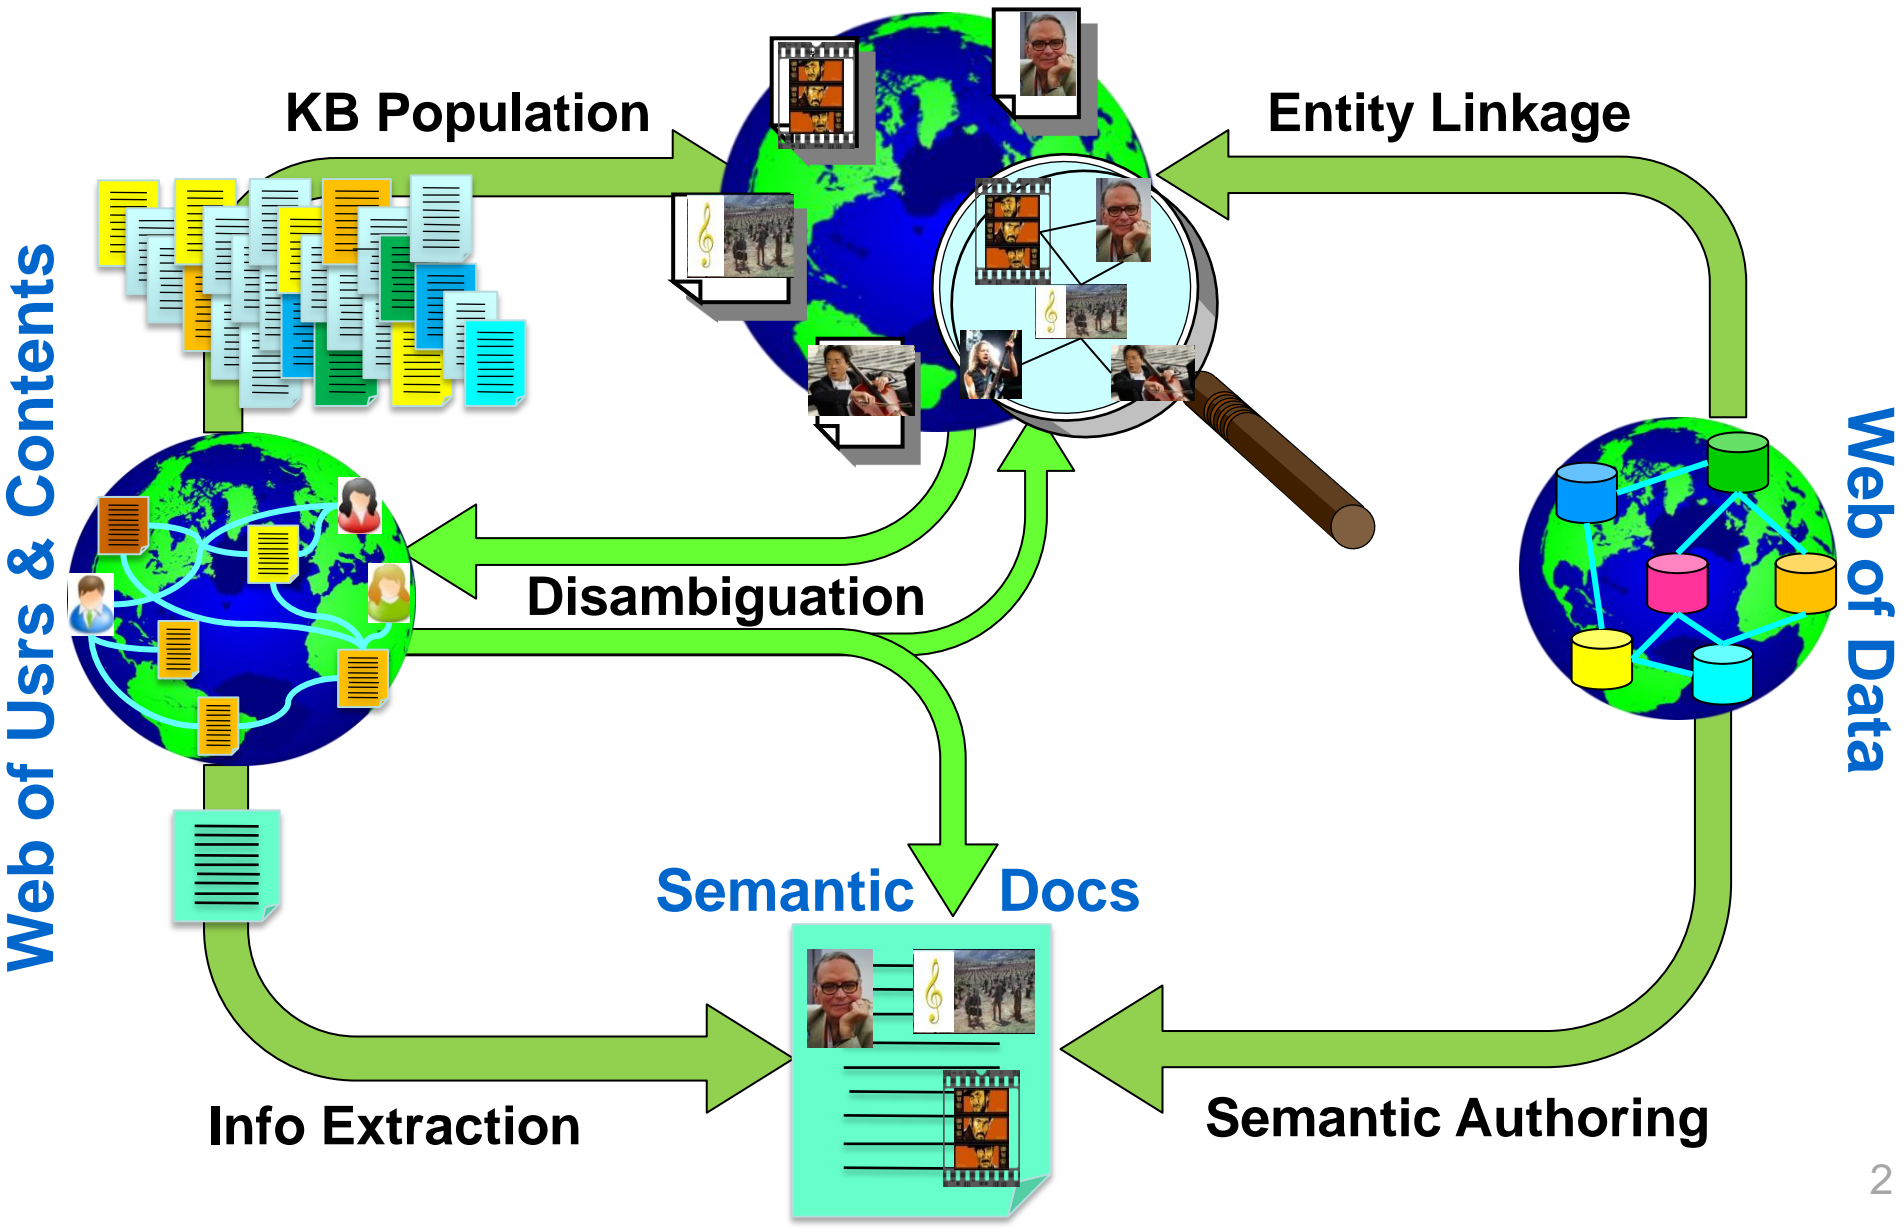 KB Population
Entity Linkage
Web of Usrs & Contents
Web of Data
Disambiguation
Semantic Docs
Info Extraction
Semantic Authoring
2